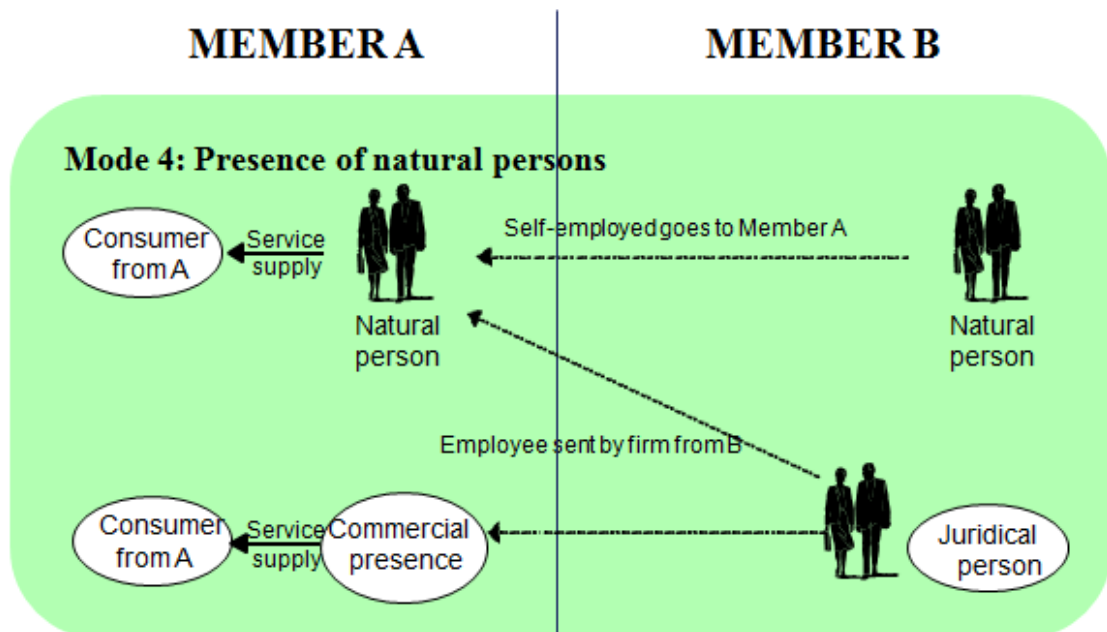 MEMBER A
MEMBER B
Mode 4: Presence of natural persons
Consumer
from A
Service
supply
Self-employed goes to Member A
Natural
person
Natural
person
Employee sent by firm from B
Consumer
from A
Service
supply
Commercial
presence
Juridical
person